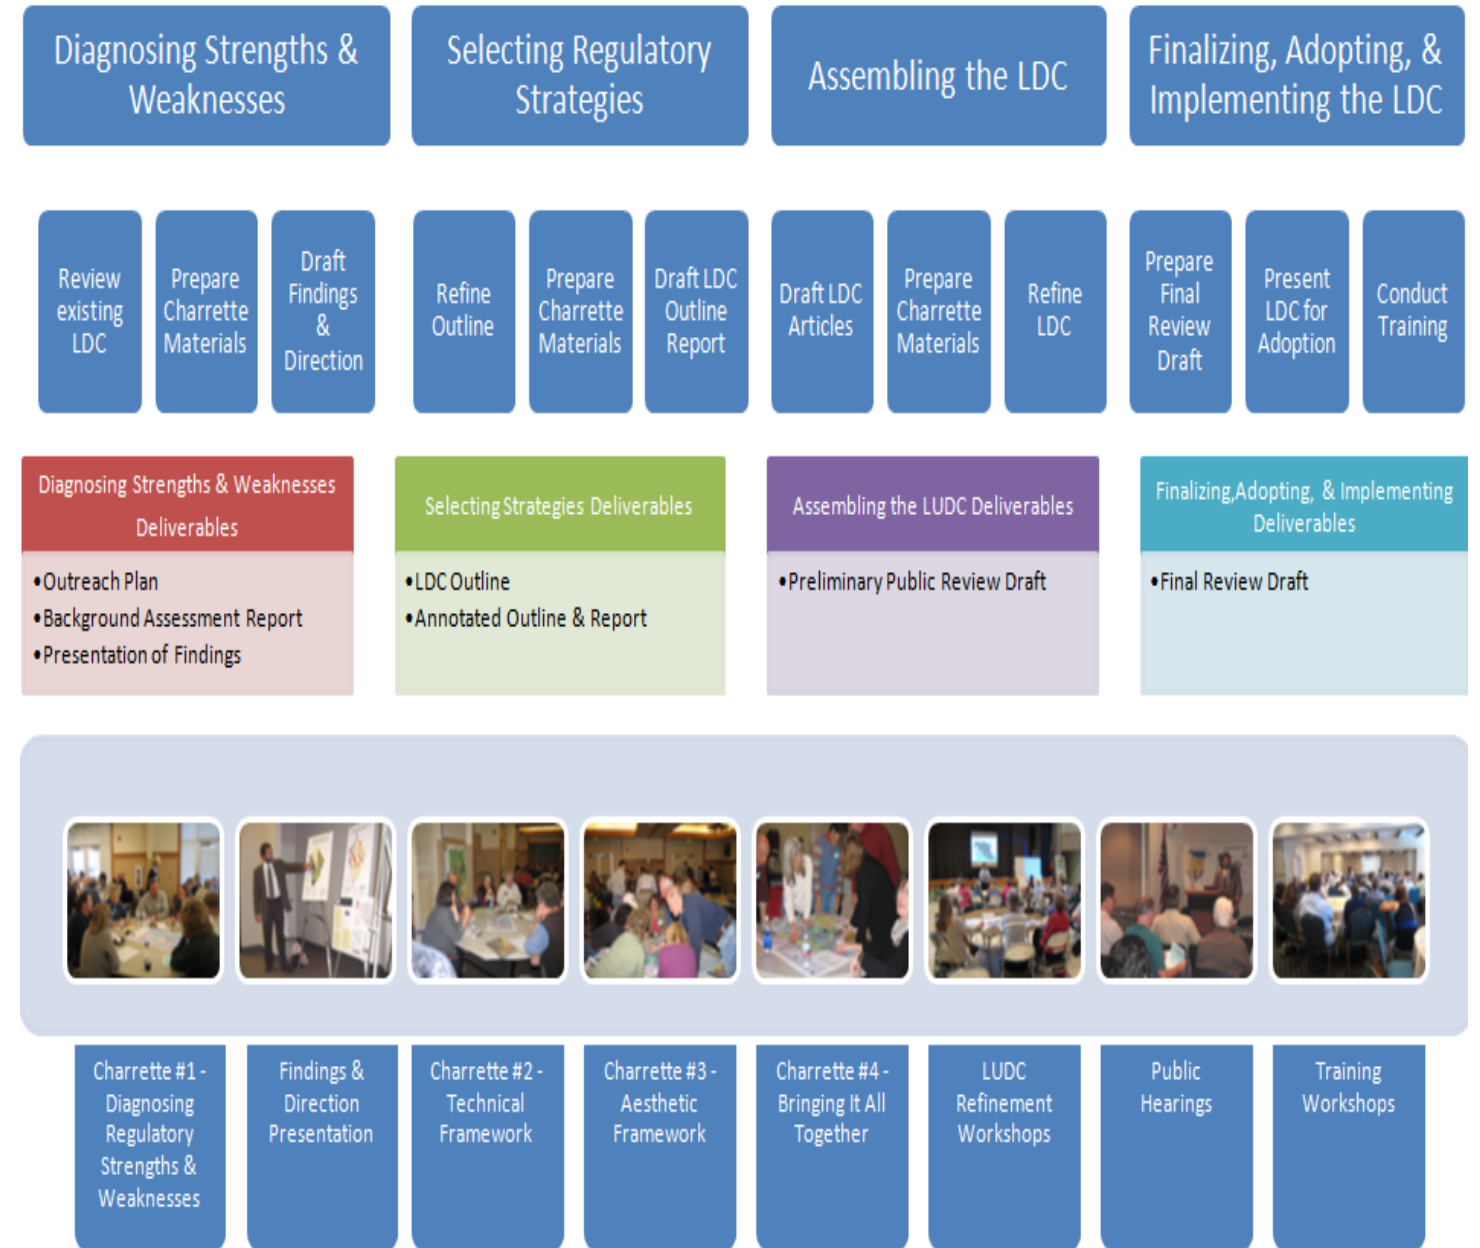 Diagnosing Strengths &
Weaknesses
Selecting Regulatory
Strategies
Assembling the LDC
Finalizing, Adopting, &
Implementing the LDC
Review
existing
LDC
Prepare
Charrette
Materials
Draft
Findings
&
Direction
Refine
Outline
Prepare
Charrette
Materials
Draft LDC
Outline
Report
Draft LDC
Articles
Prepare
Charrette
Materials
Refine
LDC
Prepare
Final
Review
Draft
Present
LDC for
Adoption
Conduct
Training
Diagnosing Strengths & Weaknesses
Deliverables
•Outreach Plan
•Background Assessment Report
•Presentation of Findings
Selecting Strategies Deliverables
•LDC Outline
•Annotated Outline & Report
Assembling the LUDC Deliverables
•Preliminary Public Review Draft
Finalizing,Adopting, & Implementing
Deliverables
•Final Review Draft
Charrette #1 -
Diagnosing
Regulatory
Strengths &
Weaknesses
Findings &
Direction
Presentation
Charrette #2 -
Technical
Framework
Charrette #3 -
Aesthetic
Framework
Charrette #4 -
Bringing It All
Together
LUDC
Refinement
Workshops
Public
Hearings
Training
Workshops